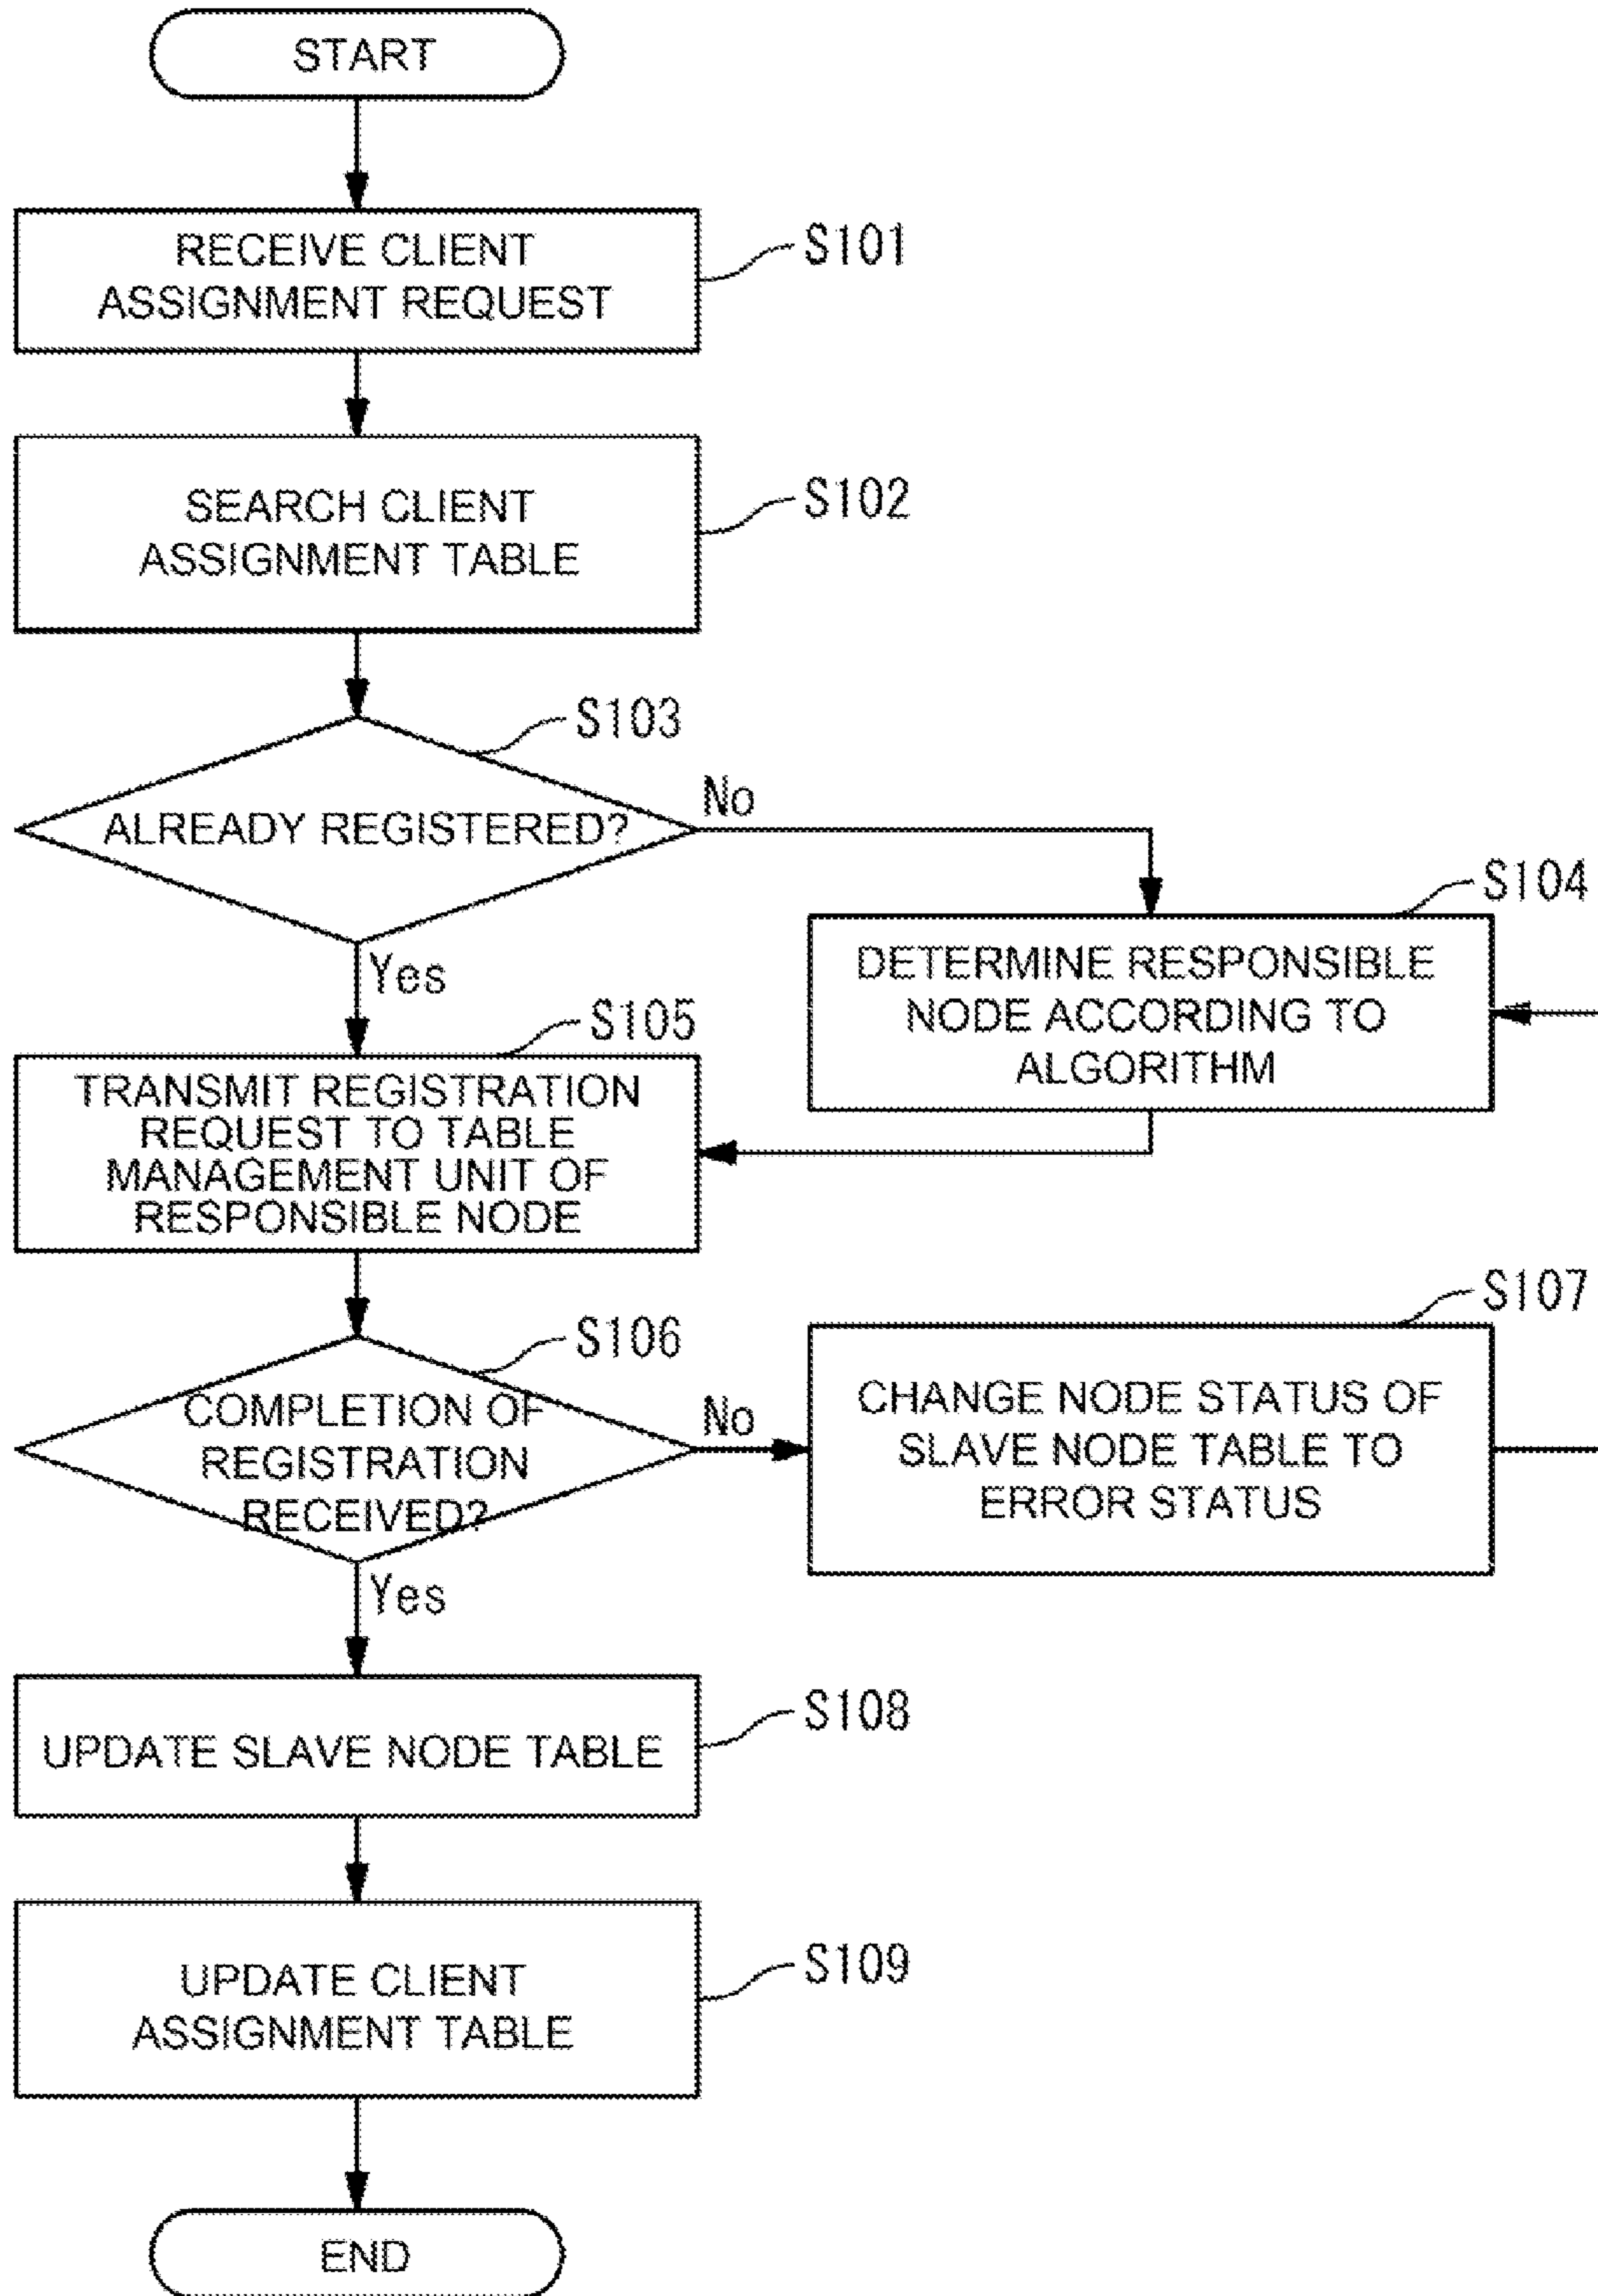 START
RECEIVE CLIENT
ASSIGNMENT REQUEST
S101
SEARCH CLIENT
ASSIGNMENT TABLE
S102
S103
ALREADY REGISTERED?
No
Yes
S104
DETERMINE RESPONSIBLE
NODE ACCORDING TO
ALGORITHM
S105
TRANSMIT REGISTRATION
REQUEST TO TABLE
MANAGEMENT UNIT OF
RESPONSIBLE NODE
S106
COMPLETION OF
REGISTRATION
RECEIVED?
No
Yes
S107
CHANGE NODE STATUS OF
SLAVE NODE TABLE TO
ERROR STATUS
UPDATE SLAVE NODE TABLE
S108
UPDATE CLIENT
ASSIGNMENT TABLE
S109
END